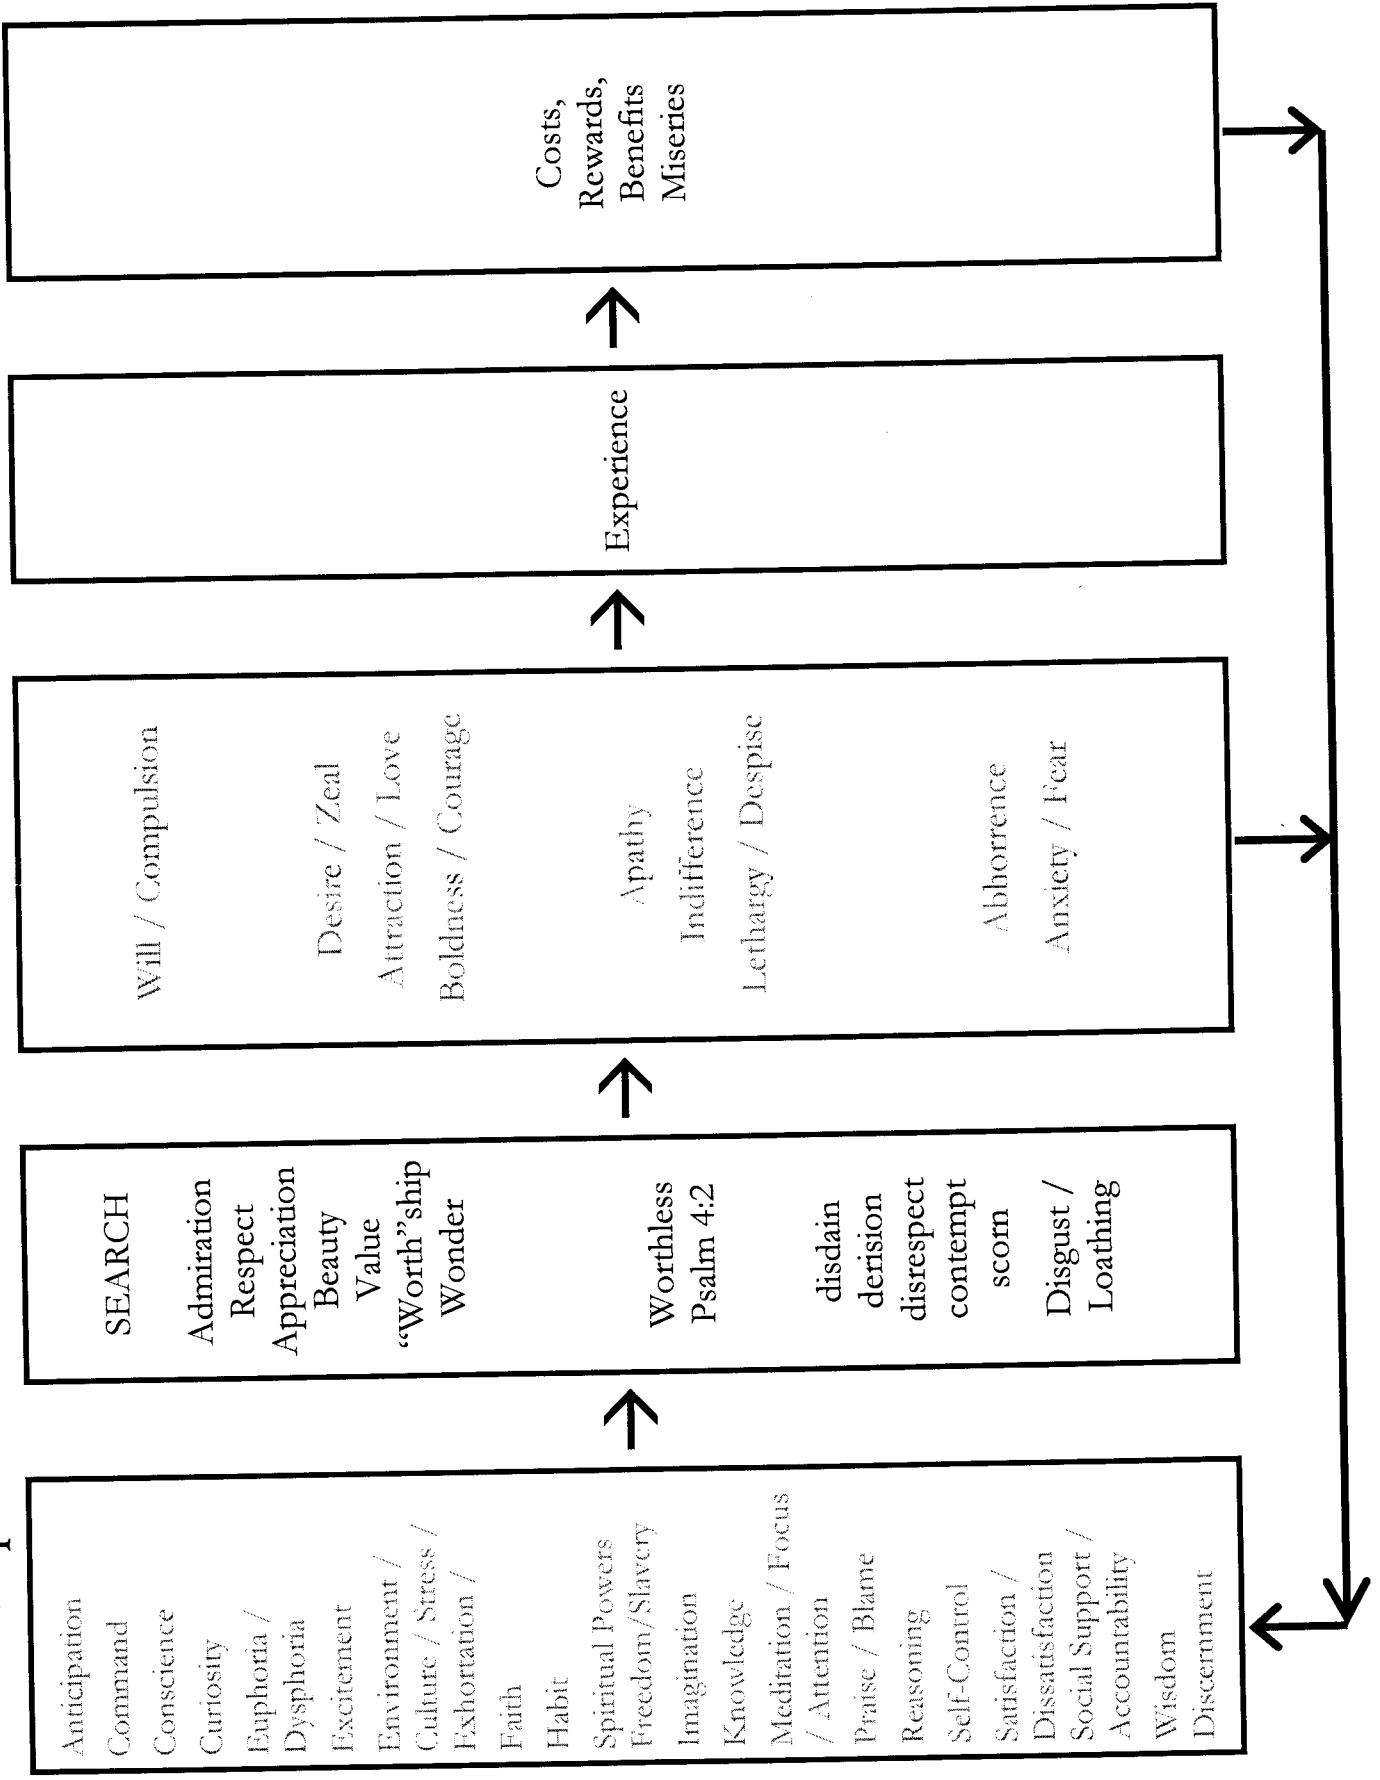 Anticipation
Command
Conscience
Curiosity
Euphoria /
Dysphoria
Excitement
Environment /
Culture / Stress /
Exhortation /
Faith
Habit
Spiritual Powers
Freedom/Slavery
Imagination
Knowledge
Meditation / Focus
/ Attention
Praise / Blame
Reasoning
Self-Control
Satisfaction /
Dissatisfaction
Social Support /
Accountability
Wisdom
Discernment
SEARCH
Admiration
Respect
Appreciation
Beauty
Value
“Worth”ship
Wonder
Worthless
Psalm 4:2
disdain
derision
disrespect
contempt
scorn
Disgust /
Loathing
Will / Compulsion
Desire / Zeal
Attraction / Love
Boldness / Courage
Apathy
Indifference
Lethargy / Despise
Abhorrence
Anxiety / Fear
Experience
Costs,
Rewards,
Benefits
Miseries